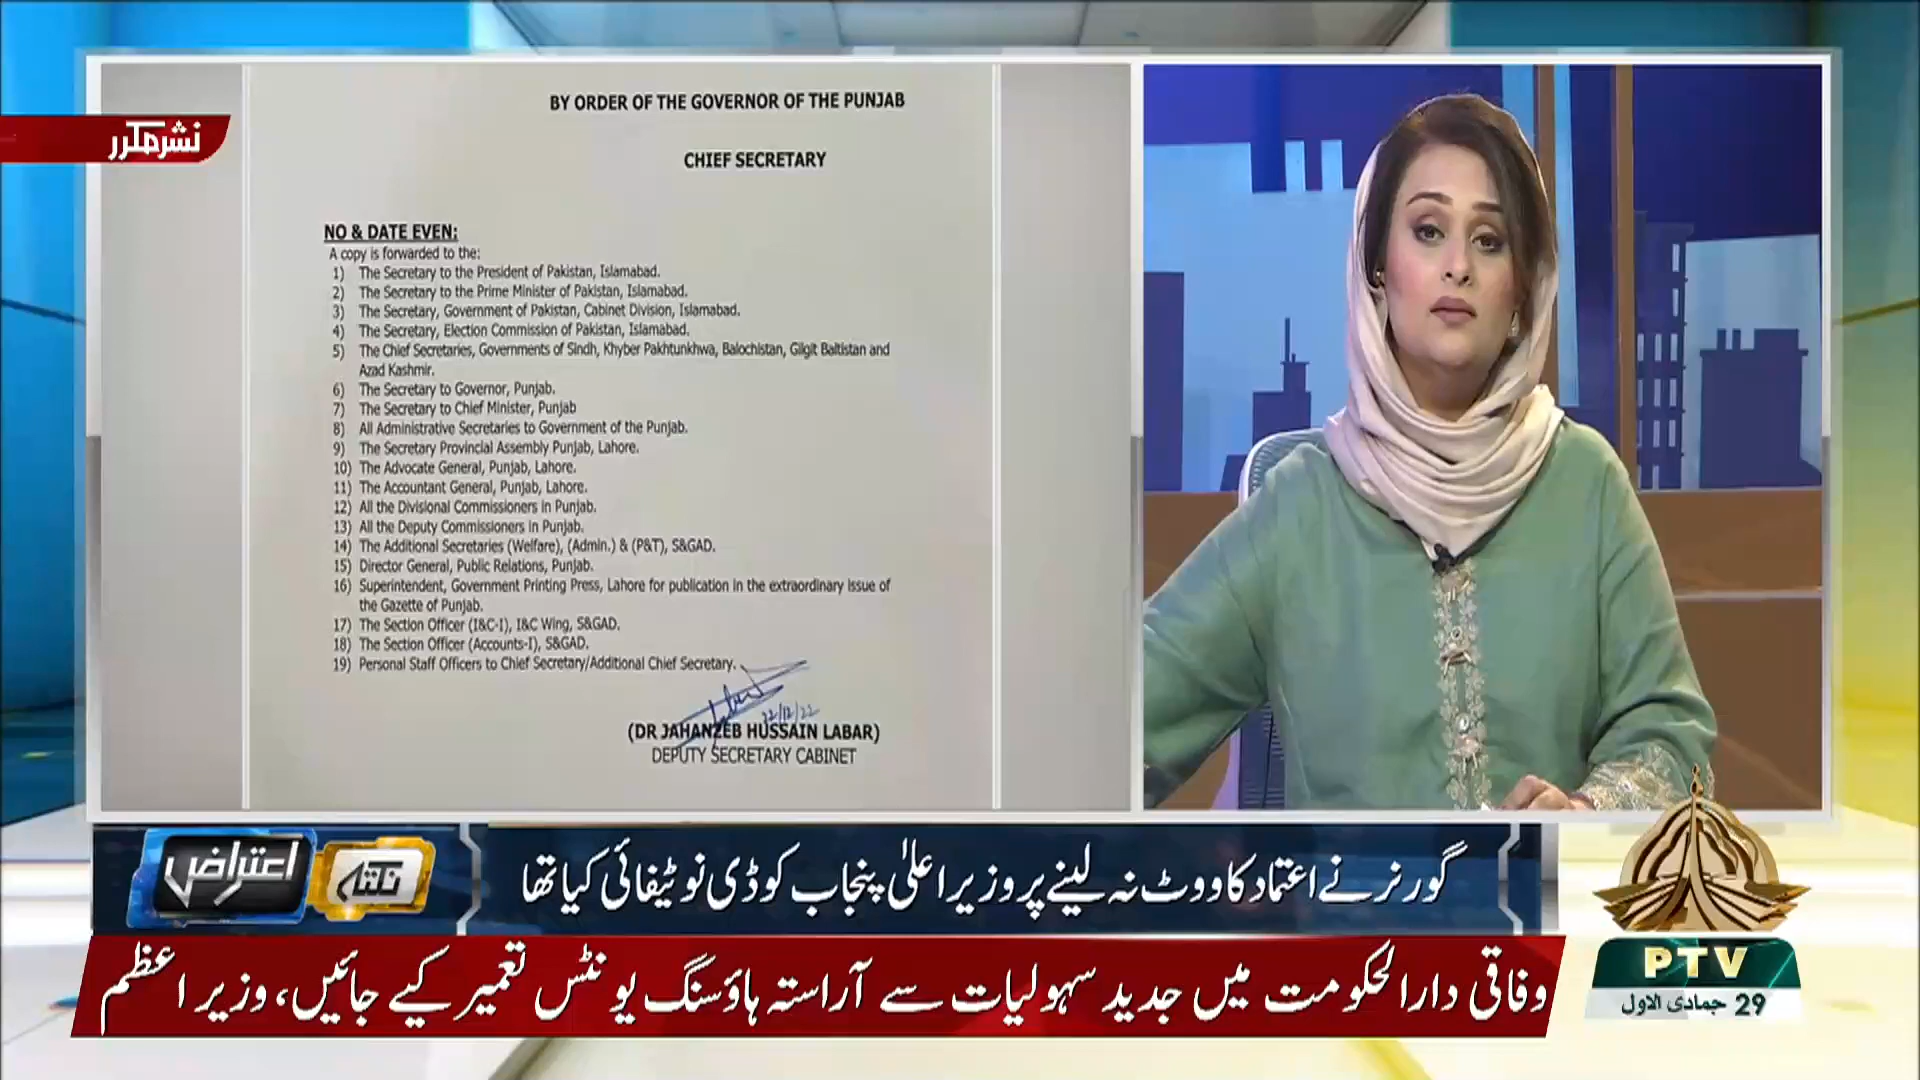 BY ORDER OF THE GOVERNOR OF THE PUNJAB
CHIEF SECRETARY
نشر مکرر
NO & DATE EVEN:
A copy is forwarded to the:
1) The Secretary to the President of Pakistan, Islamabad.
2) The Secretary to the Prime Minister of Pakistan, Islamabad.
3) The Secretary, Government of Pakistan, Cabinet Division, Islamabad.
4) The Secretary, Election Commission of Pakistan, Islamabad.
5) The Chief Secretaries, Governments of Sindh, Khyber Pakhtunkhwa, Balochistan, Gilgit Baltistan and
Azad Kashmir.
6) The Secretary to Governor, Punjab.
7) The Secretary to Chief Minister, Punjab
8) All Administrative Secretaries to Government of the Punjab.
9) The Secretary Provincial Assembly Punjab, Lahore.
10) The Advocate General, Punjab, Lahore.
11) The Accountant General, Punjab, Lahore.
12) All the Divisional Commissioners in Punjab.
13) All the Deputy Commissioners in Punjab.
14) The Additional Secretaries (Welfare), (Admn.) & (P&T), S&GAD.
15) Director General, Public Relations, Punjab.
16) Superintendent, Government Printing Press, Lahore for publication in the extraordinary issue of
the Gazette of Punjab.
17) The Section Officer (I&C-I), I&C Wing, S&GAD.
18) The Section Officer (Accounts-I), S&GAD.
19) Personal Staff Officers to Chief Secretary/Additional Chief Secretary.
22/12/22
(DR JAHANZEB HUSSAIN LABAR)
DEPUTY SECRETARY CABINET
نکتہ اعتراض
گورنر نے اعتماد کا ووٹ نہ لینے پر وزیراعلیٰ پنجاب کو ڈی نوٹیفائی کیا تھا
وفاقی دارالحکومت میں جدید سہولیات سے آراستہ ہاؤسنگ یونٹس تعمیر کیے جائیں، وزیراعظم
PTV
29 جمادی الاول